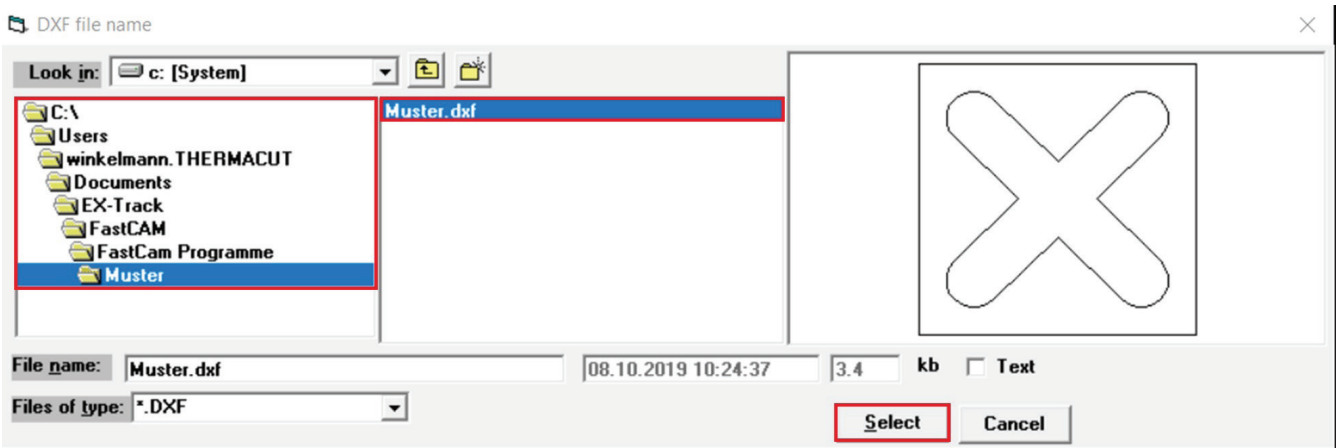 DXF file name
Look in: c: [System]
C:\
Users
winkelmann.THERMACUT
Documents
EX-Track
FastCAM
FastCam Programme
Muster
Muster.dxf
File name: Muster.dxf 08.10.2019 10:24:37 3.4 kb Text
Files of type: *.DXF
Select Cancel